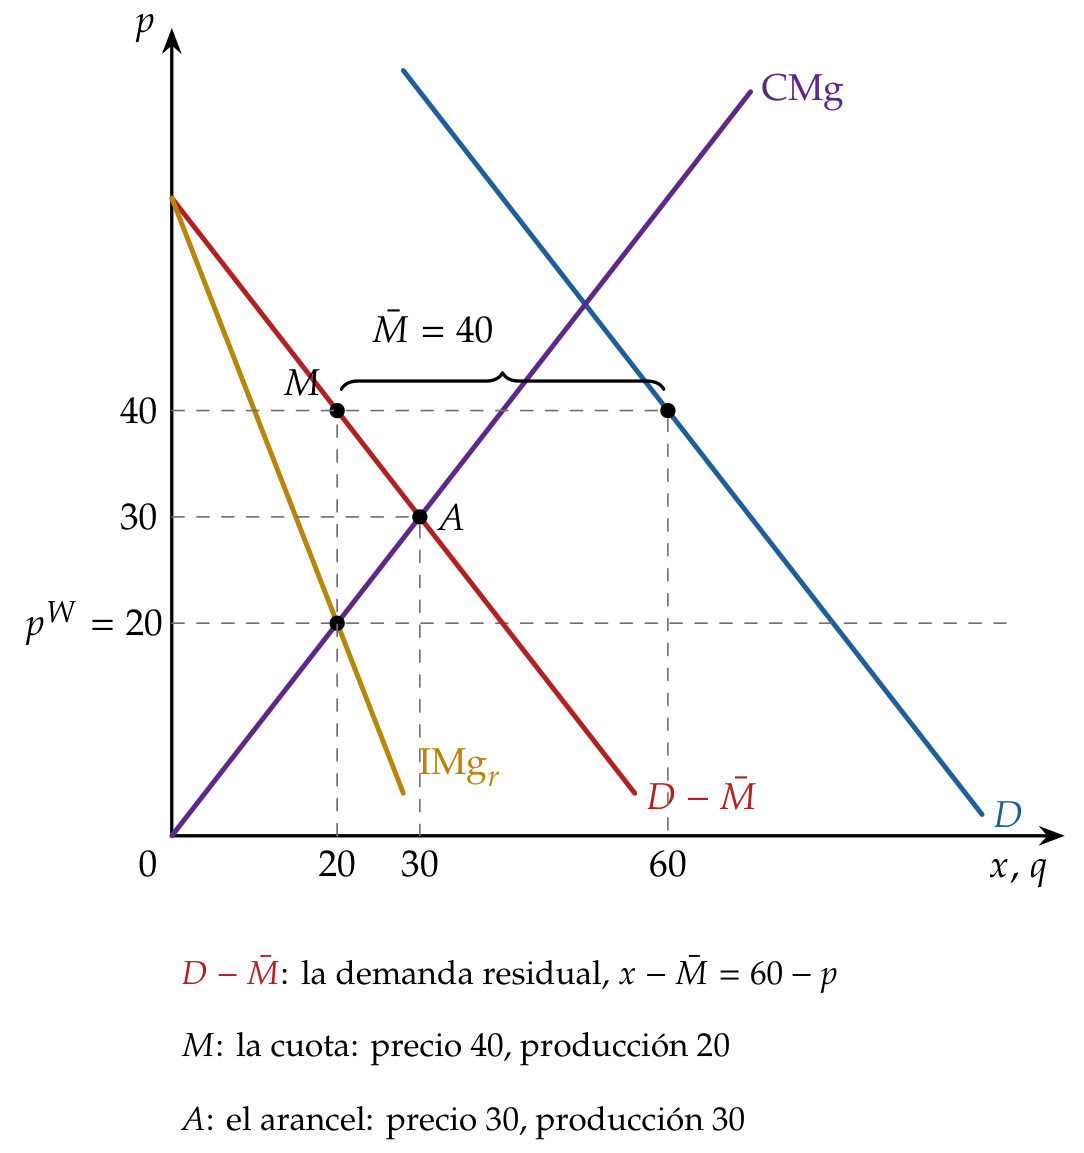 p
CMg
M̄ = 40
M
40
30
A
p^W = 20
IMg_r
D − M̄
D
0
20
30
60
x, q
D − M̄: la demanda residual, x − M̄ = 60 − p
M: la cuota: precio 40, producción 20
A: el arancel: precio 30, producción 30